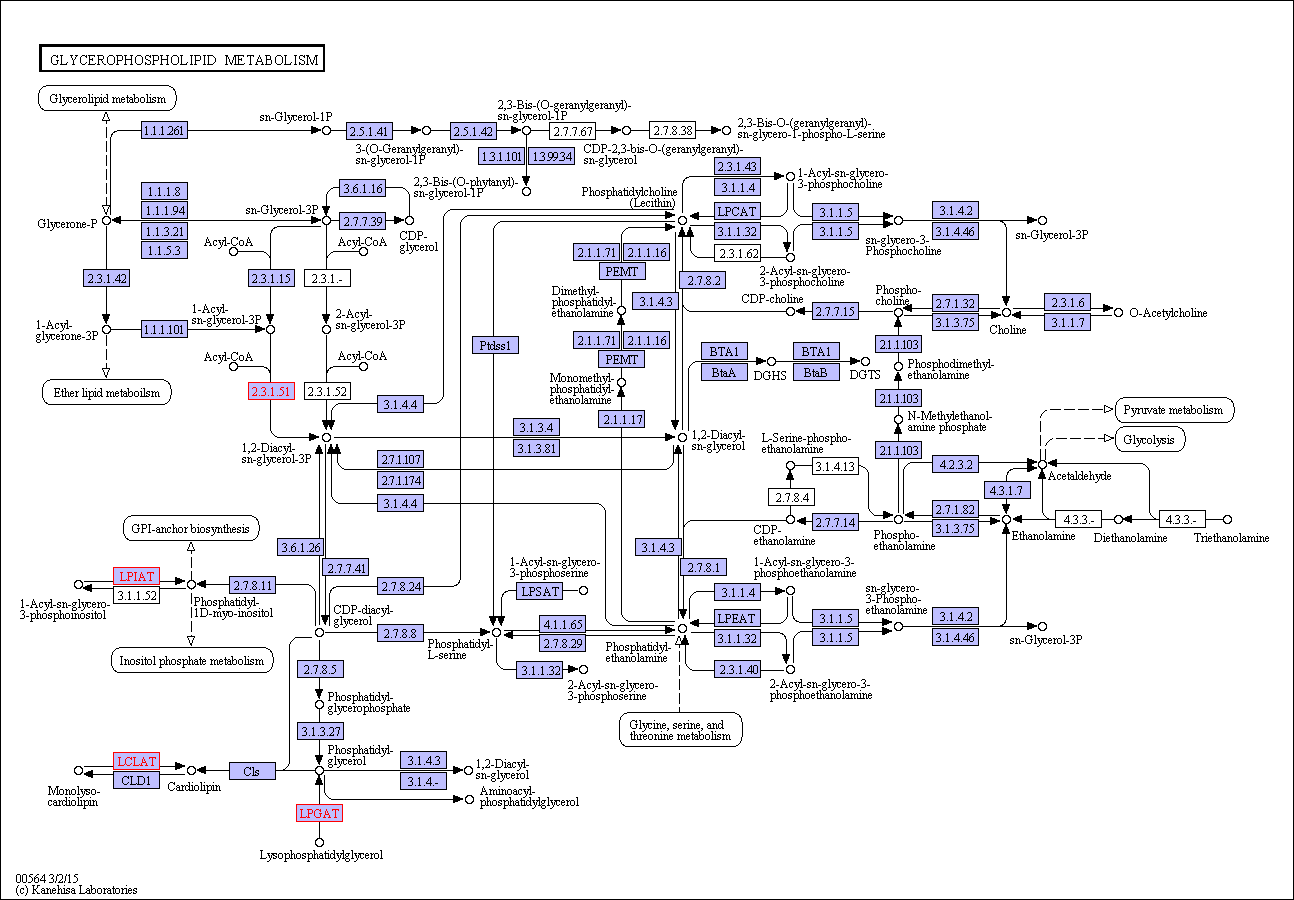 GLYCEROPHOSPHOLIPID METABOLISM
Glycerolipid metabolism
1.1.1.261
sn-Glycerol-1P
2.5.1.41
3-(O-Geranylgeranyl)-
sn-glycerol-1P
2.5.1.42
2,3-Bis-(O-geranylgeranyl)-
sn-glycerol-1P
2.7.7.67
CDP-2,3-bis-O-(geranylgeranyl)-
sn-glycerol
2.7.8.38
2,3-Bis-O-(geranylgeranyl)-
sn-glycero-1-phospho-L-serine
1.3.1.101
1.3.99.34
2,3-Bis-(O-phytanyl)-
sn-glycerol-1P
1.1.1.8
1.1.1.94
1.1.3.21
1.1.5.3
Glycerone-P
sn-Glycerol-3P
3.6.1.16
2.7.7.39
CDP-
glycerol
Acyl-CoA
Acyl-CoA
2.3.1.42
2.3.1.15
2.3.1.-
1-Acyl-
glycerone-3P
1.1.1.101
1-Acyl-
sn-glycerol-3P
2-Acyl-
sn-glycerol-3P
Acyl-CoA
Acyl-CoA
Ether lipid metaboilsm
2.3.1.51
2.3.1.52
3.1.4.4
1,2-Diacyl-
sn-glycerol-3P
3.1.3.4
3.1.3.81
2.7.1.107
2.7.1.174
3.1.4.4
1,2-Diacyl-
sn-glycerol
Phosphatidylcholine
(Lecithin)
2.3.1.43
3.1.1.4
LPCAT
3.1.1.32
2.3.1.62
1-Acyl-sn-glycero-
3-phosphocholine
2-Acyl-sn-glycero-
3-phosphocholine
3.1.1.5
3.1.1.5
sn-glycero-3-
Phosphocholine
3.1.4.2
3.1.4.46
sn-Glycerol-3P
2.1.1.71
2.1.1.16
PEMT
Dimethyl-
phosphatidyl-
ethanolamine
3.1.4.3
2.7.8.2
CDP-choline
2.7.7.15
Phospho-
choline
2.7.1.32
3.1.3.75
Choline
2.3.1.6
3.1.1.7
O-Acetylcholine
Ptdss1
2.1.1.71
2.1.1.16
PEMT
Monomethyl-
phosphatidyl-
ethanolamine
2.1.1.17
BTA1
BtaA
DGHS
BTA1
BtaB
DGTS
2.1.1.103
Phosphodimethyl-
ethanolamine
2.1.1.103
N-Methylethanol-
amine phosphate
2.1.1.103
Pyruvate metabolism
Glycolysis
L-Serine-phospho-
ethanolamine
3.1.4.13
2.7.8.4
CDP-
ethanolamine
2.7.7.14
Phospho-
ethanolamine
4.2.3.2
Acetaldehyde
4.3.1.7
2.7.1.82
3.1.3.75
Ethanolamine
4.3.3.-
Diethanolamine
4.3.3.-
Triethanolamine
GPI-anchor biosynthesis
3.6.1.26
2.7.7.41
3.1.4.3
2.7.8.1
LPIAT
3.1.1.52
1-Acyl-sn-glycero-
3-phosphoinositol
Phosphatidyl-
1D-myo-inositol
2.7.8.11
2.7.8.24
CDP-diacyl-
glycerol
2.7.8.8
Phosphatidyl-
L-serine
1-Acyl-sn-glycero-
3-phosphoserine
LPSAT
4.1.1.65
2.7.8.29
3.1.1.32
2-Acyl-sn-glycero-
3-phosphoserine
Phosphatidyl-
ethanolamine
1-Acyl-sn-glycero-3-
phosphoethanolamine
3.1.1.4
LPEAT
3.1.1.32
2.3.1.40
2-Acyl-sn-glycero-3-
phosphoethanolamine
3.1.1.5
3.1.1.5
sn-glycero-
3-Phospho-
ethanolamine
3.1.4.2
3.1.4.46
sn-Glycerol-3P
Inositol phosphate metabolism
2.7.8.5
Phosphatidyl-
glycerophosphate
3.1.3.27
Phosphatidyl-
glycerol
Glycine, serine, and
threonine metabolism
LCLAT
CLD1
Monolyso-
cardiolipin
Cardiolipin
Cls
3.1.4.3
3.1.4.-
1,2-Diacyl-
sn-glycerol
Aminoacyl-
phosphatidylglycerol
LPGAT
Lysophosphatidylglycerol
00564 3/2/15
(c) Kanehisa Laboratories